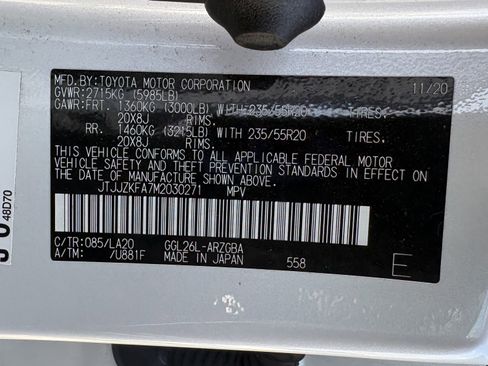 MFD.BY:TOYOTA MOTOR CORPORATION 11/20
GVWR:2715KG (5985LB)
GAWR:FRT. 1360KG (3000LB) WITH 235/55R20 TIRES,
20X8J RIMS,
RR. 1460KG (3215LB) WITH 235/55R20 TIRES,
20X8J RIMS.
THIS VEHICLE CONFORMS TO ALL APPLICABLE FEDERAL MOTOR
VEHICLE SAFETY AND THEFT PREVENTION STANDARDS IN EFFECT
ON THE DATE OF MANUFACTURE SHOWN ABOVE.
JTJJZKFA7M2030271 MPV
C/TR:085/LA20 GGL26L-ARZGBA
A/TM: /U881F MADE IN JAPAN 558 E
48D70